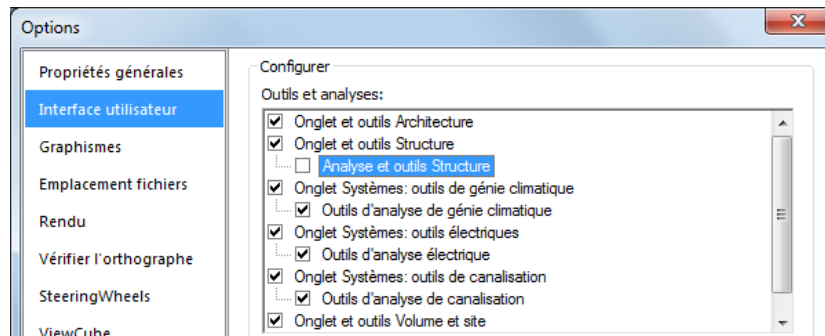 Options
Propriétés générales
Interface utilisateur
Graphismes
Emplacement fichiers
Rendu
Vérifier l'orthographe
SteeringWheels
ViewCube
Configurer
Outils et analyses:
Onglet et outils Architecture
Onglet et outils Structure
Analyse et outils Structure
Onglet Systèmes: outils de génie climatique
Outils d'analyse de génie climatique
Onglet Systèmes: outils électriques
Outils d'analyse électrique
Onglet Systèmes: outils de canalisation
Outils d'analyse de canalisation
Onglet et outils Volume et site